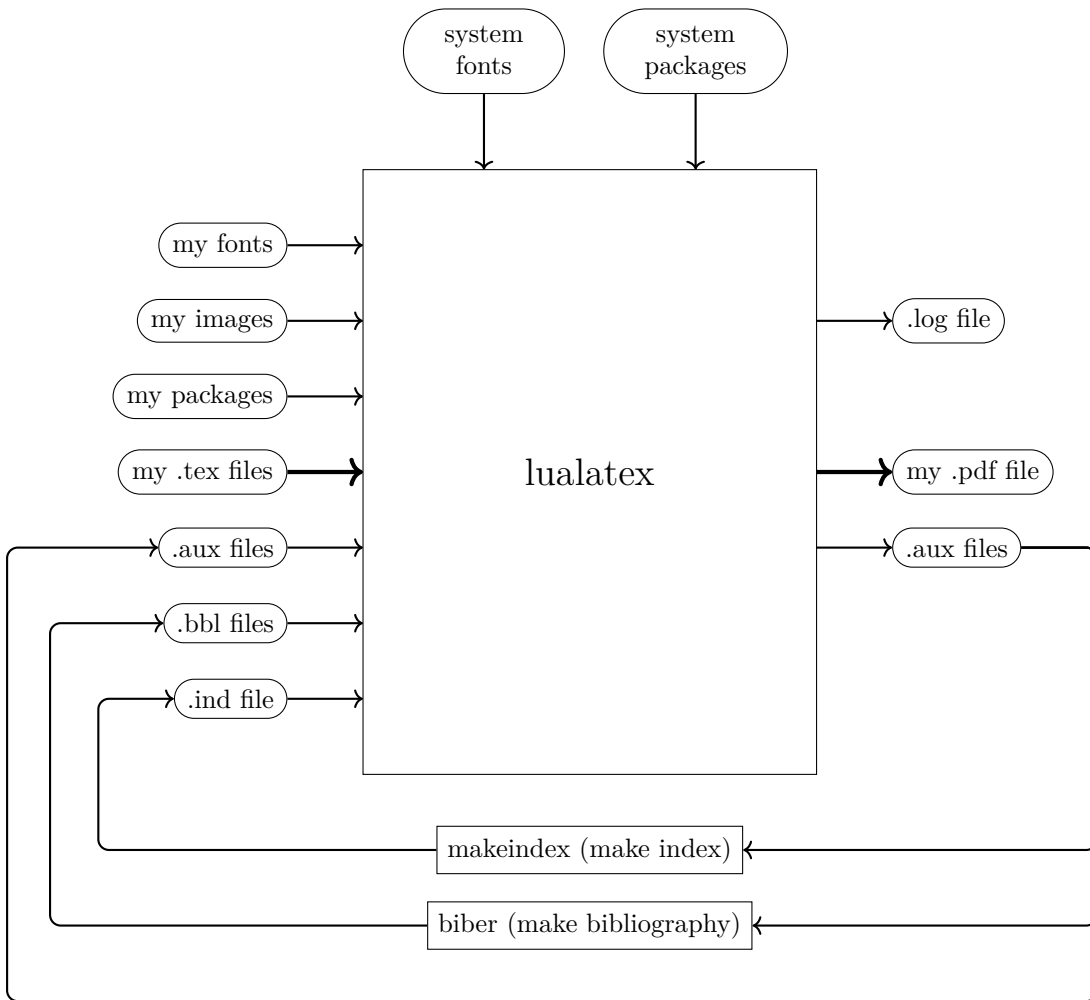 system
fonts
system
packages
my fonts
my images
.log file
my packages
my .tex files
lualatex
my .pdf file
.aux files
.aux files
.bbl files
.ind file
makeindex (make index)
biber (make bibliography)